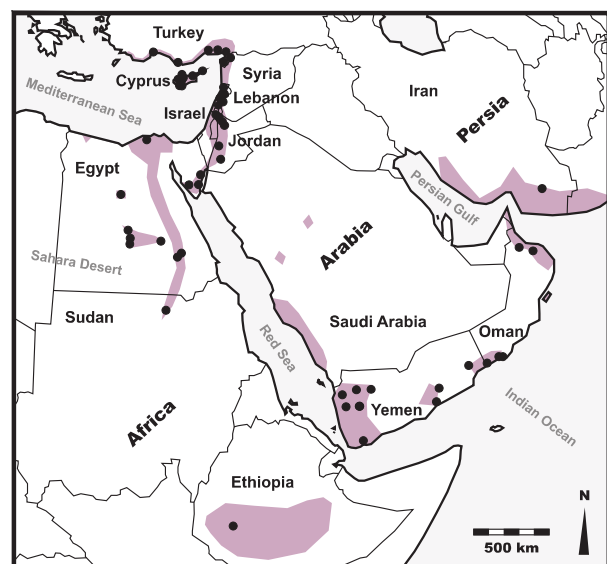 Turkey
Cyprus
Syria
Mediterranean Sea
Lebanon
Israel
Iran
Persia
Jordan
Egypt
Persian Gulf
Arabia
Sahara Desert
Sudan
Saudi Arabia
Oman
Red Sea
Africa
Yemen
Indian Ocean
Ethiopia
N
500 km